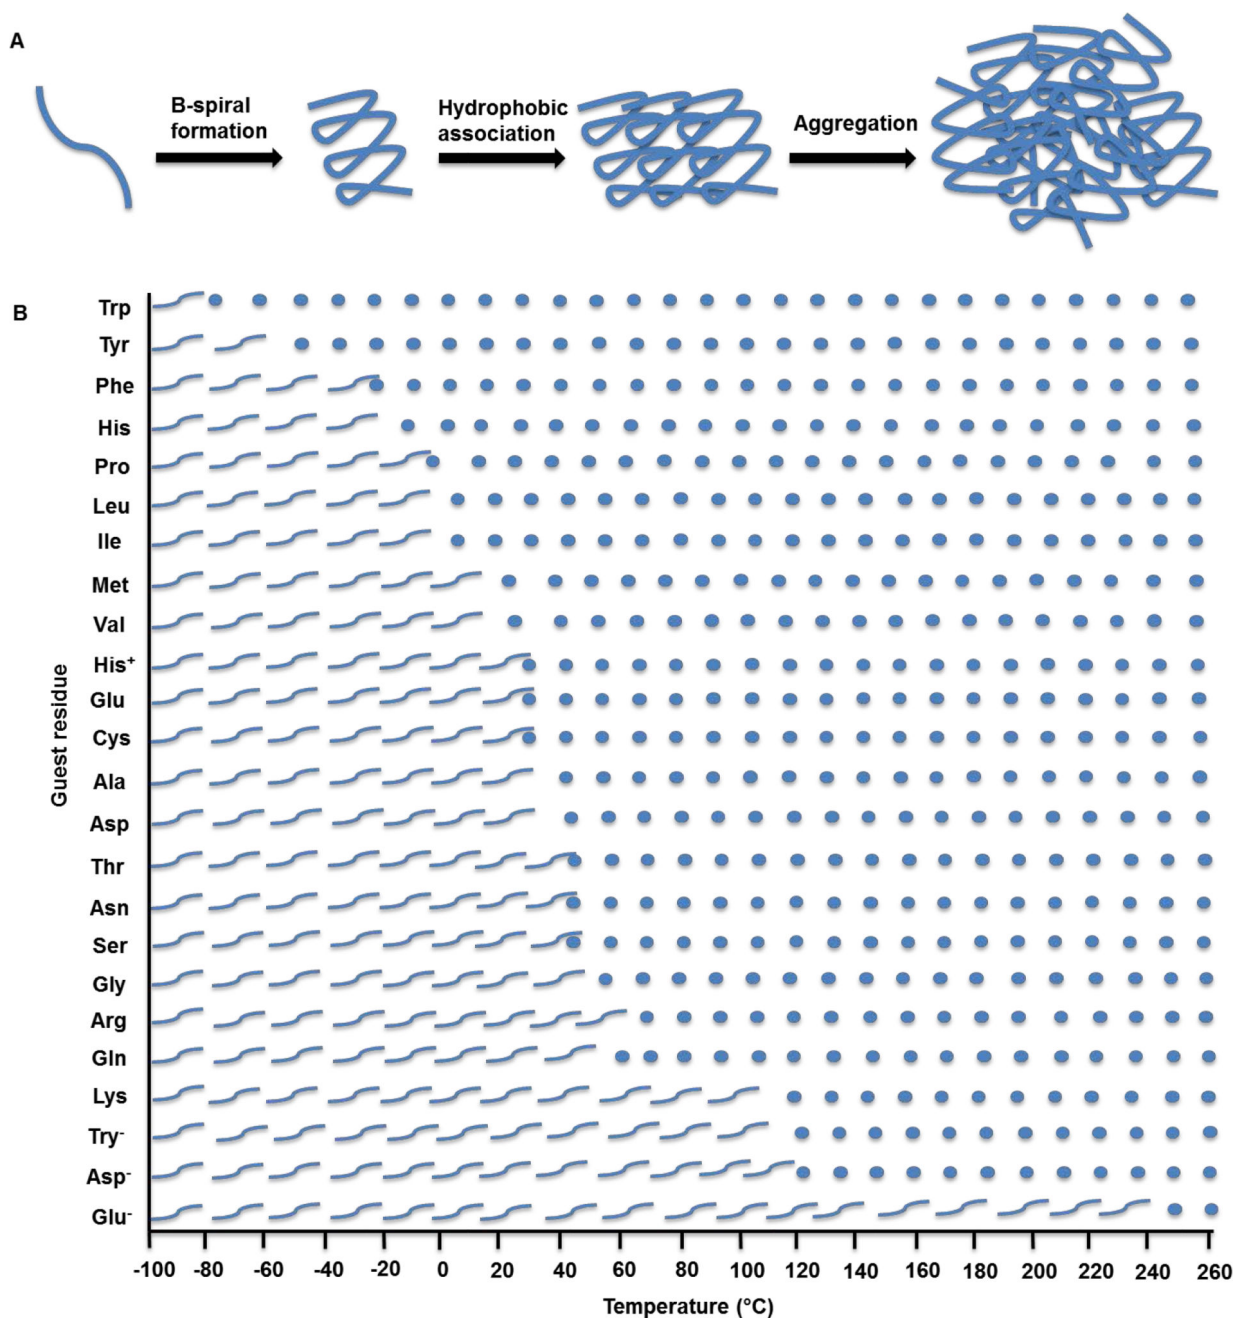 A
B-spiral
formation
Hydrophobic
association
Aggregation
B
Guest residue
Trp
Tyr
Phe
His
Pro
Leu
Ile
Met
Val
His⁺
Glu
Cys
Ala
Asp
Thr
Asn
Ser
Gly
Arg
Gln
Lys
Try⁻
Asp⁻
Glu⁻
-100 -80 -60 -40 -20 0 20 40 60 80 100 120 140 160 180 200 220 240 260
Temperature (°C)